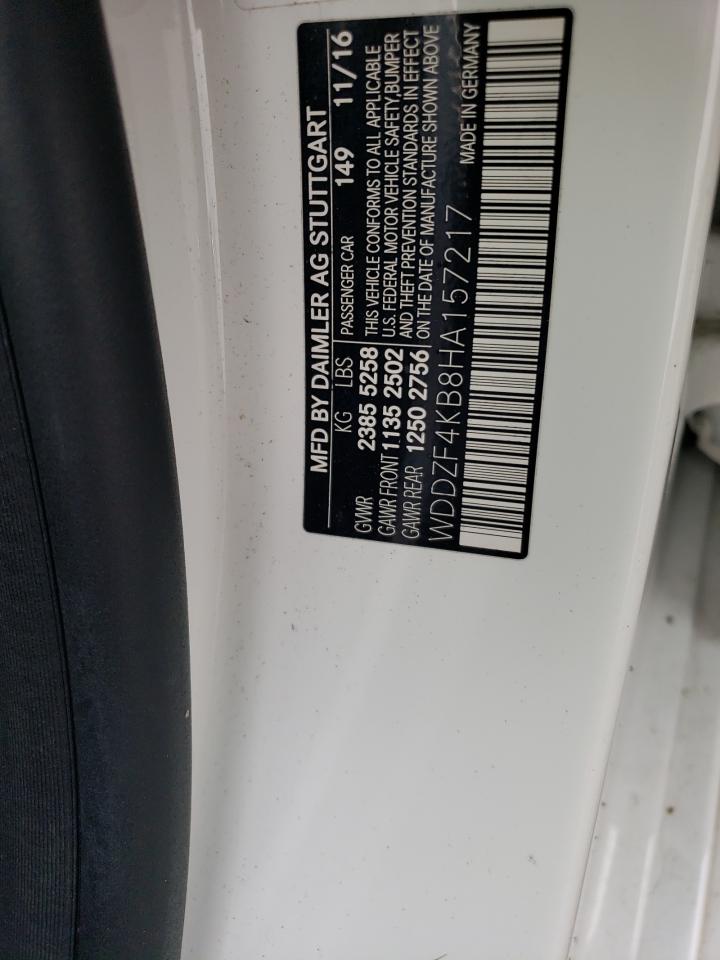 MFD BY DAIMLER AG STUTTGART
KG LBS PASSENGER CAR 149 11/16
GVWR 2385 5258 THIS VEHICLE CONFORMS TO ALL APPLICABLE
GAWR FRONT 1135 2502 U.S. FEDERAL MOTOR VEHICLE SAFETY,BUMPER
GAWR REAR 1250 2756 AND THEFT PREVENTION STANDARDS IN EFFECT
ON THE DATE OF MANUFACTURE SHOWN ABOVE
WDDZF4KB8HA157217 MADE IN GERMANY